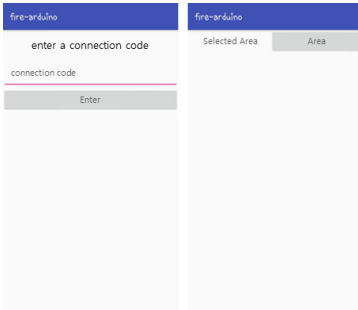 fire-arduino
enter a connection code
connection code
Enter
fire-arduino
Selected Area
Area